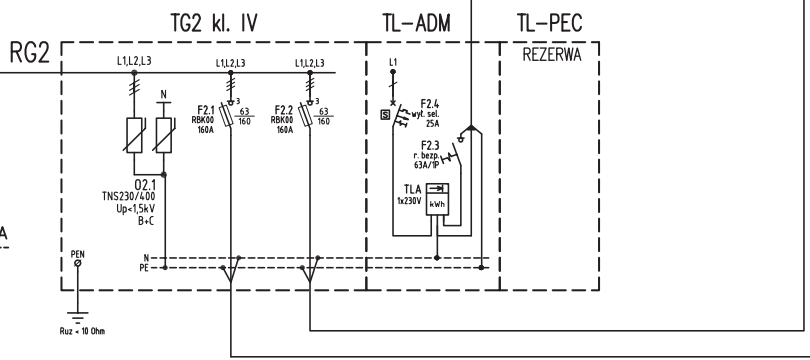 TG2 kl. IV
TL-ADM
TL-PEC
RG2
REZERWA
L1,L2,L3
L1,L2,L3
L1,L2,L3
L1
N
3
3
F2.1
RBK00
160A
63
160
F2.2
RBK00
160A
63
160
S
F2.4
wył. sel.
25A
F2.3
r. bezp.
63A/1P
TLA
1x230V
kWh
O2.1
TNS230/400
Up<1,5kV
B+C
A
PEN
N
PE
Ruz < 10 Ohm